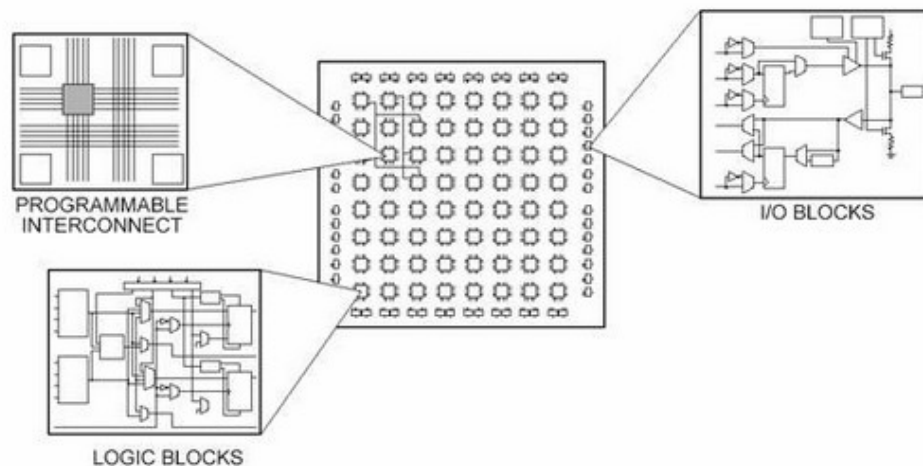 PROGRAMMABLE
INTERCONNECT
I/O BLOCKS
LOGIC BLOCKS